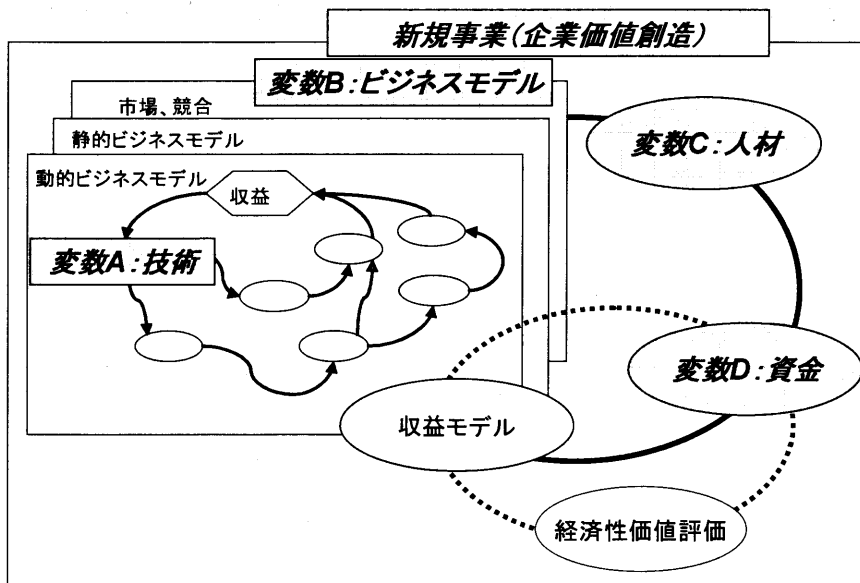 新規事業(企業価値創造)
変数B:ビジネスモデル
市場、競合
変数C:人材
静的ビジネスモデル
動的ビジネスモデル
収益
変数A:技術
変数D:資金
収益モデル
経済性価値評価